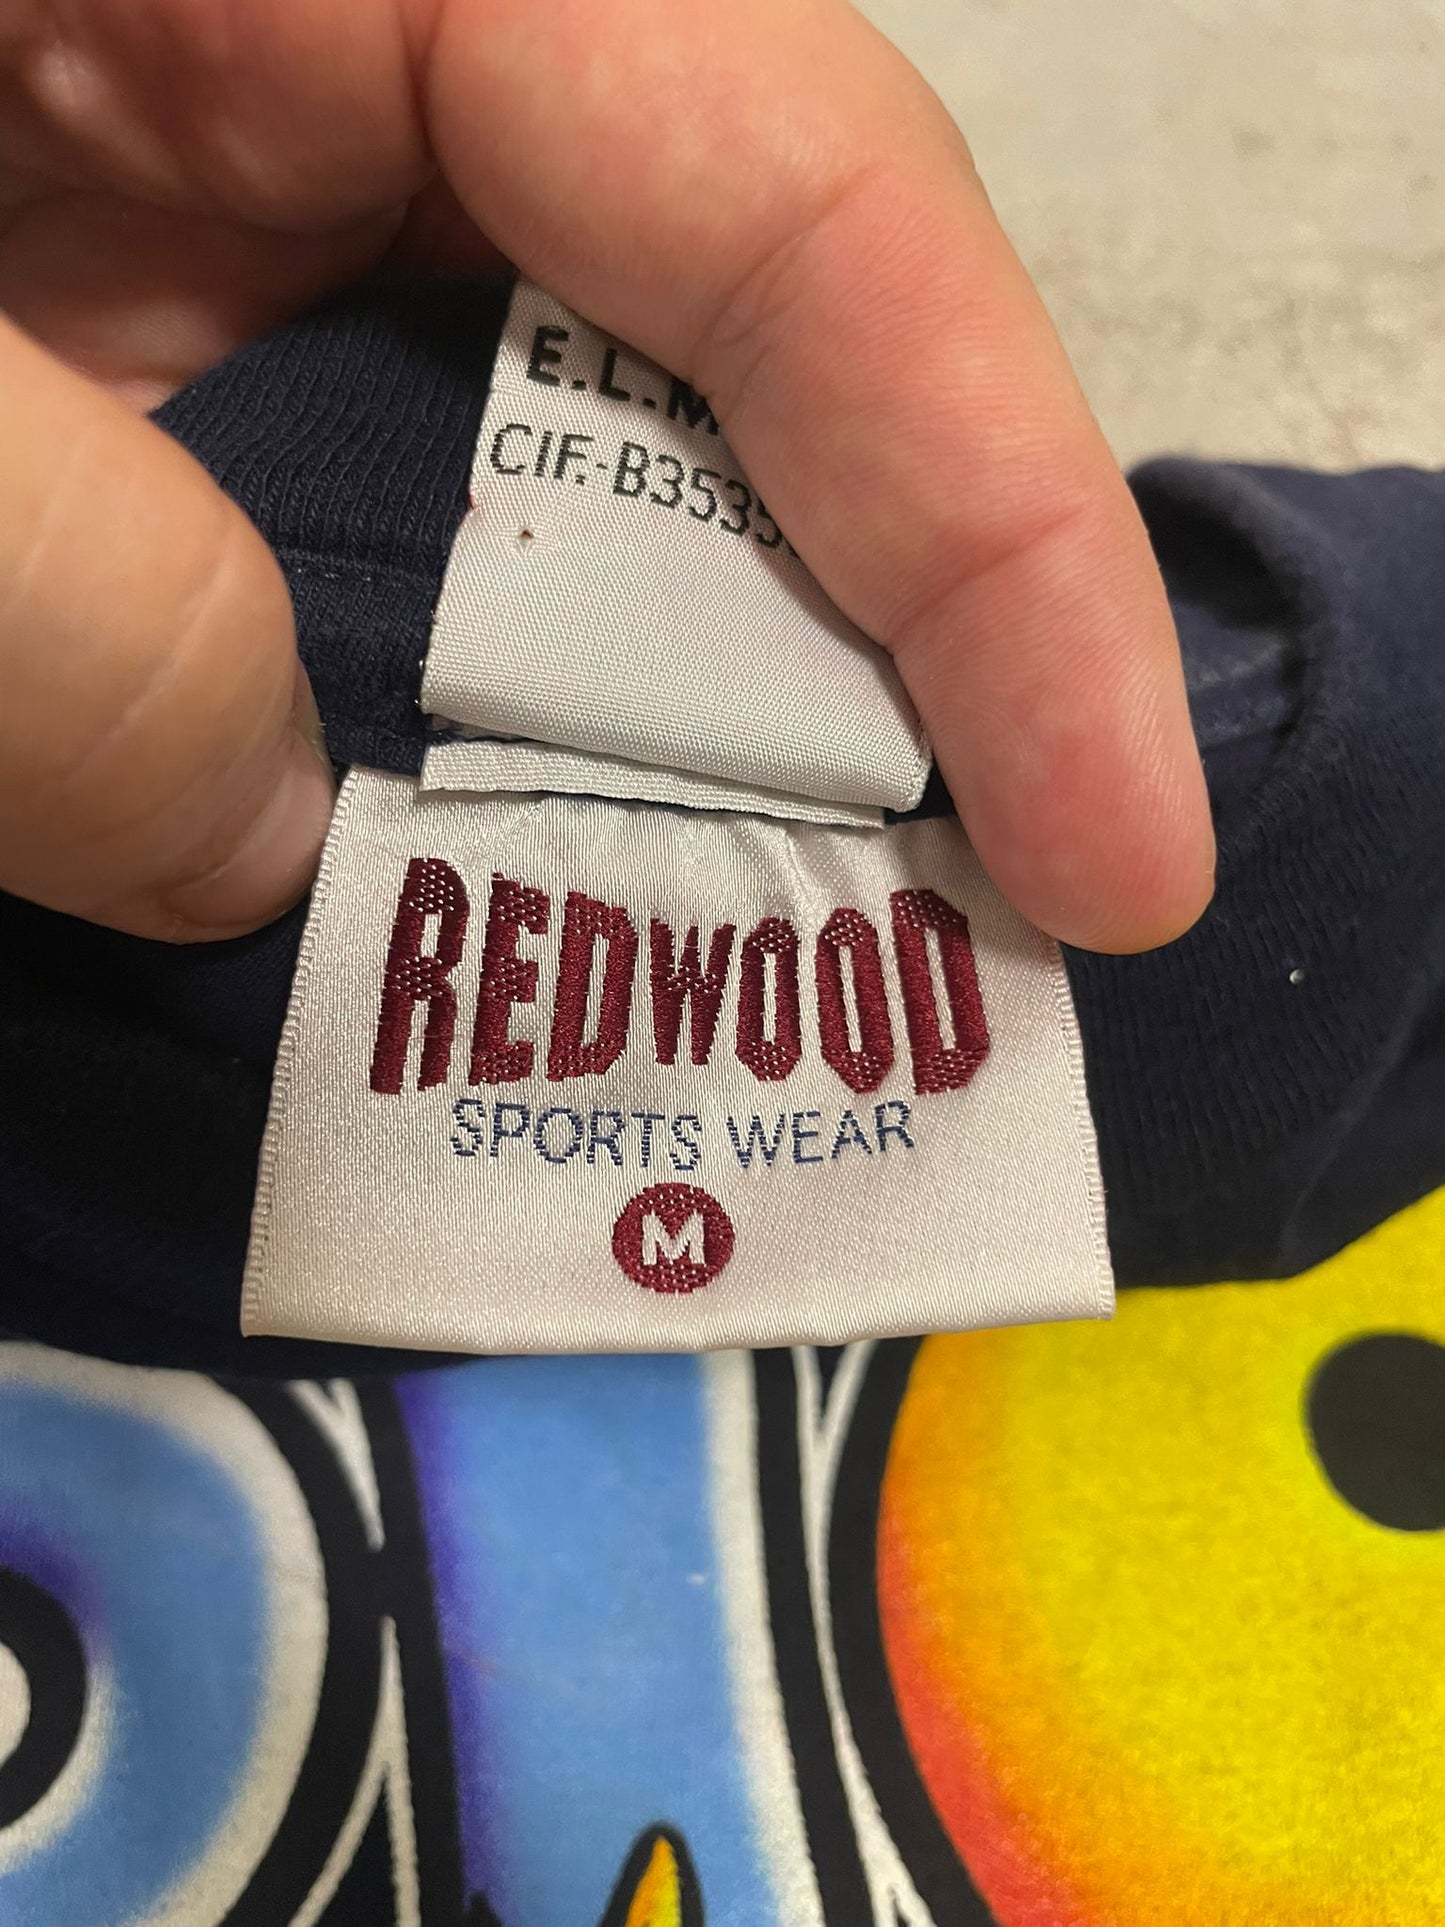 E.L.M
CIF.-B3535
REDWOOD
SPORTS WEAR
M